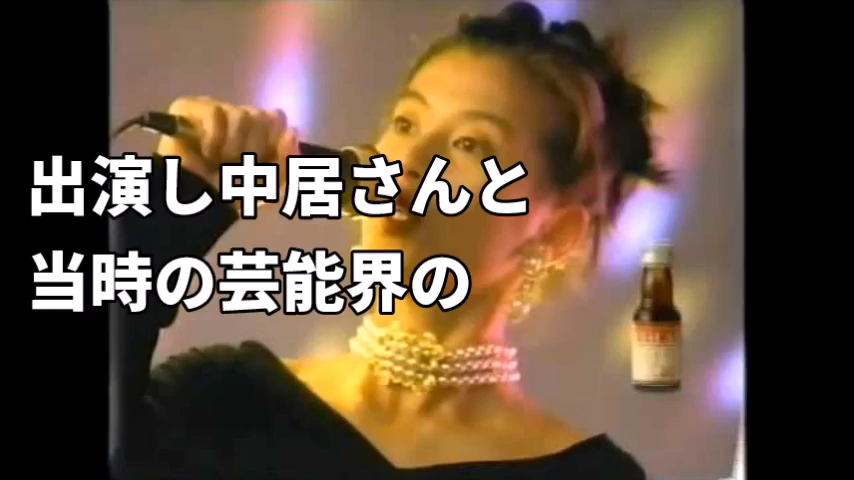 出演し中居さんと
当時の芸能界の